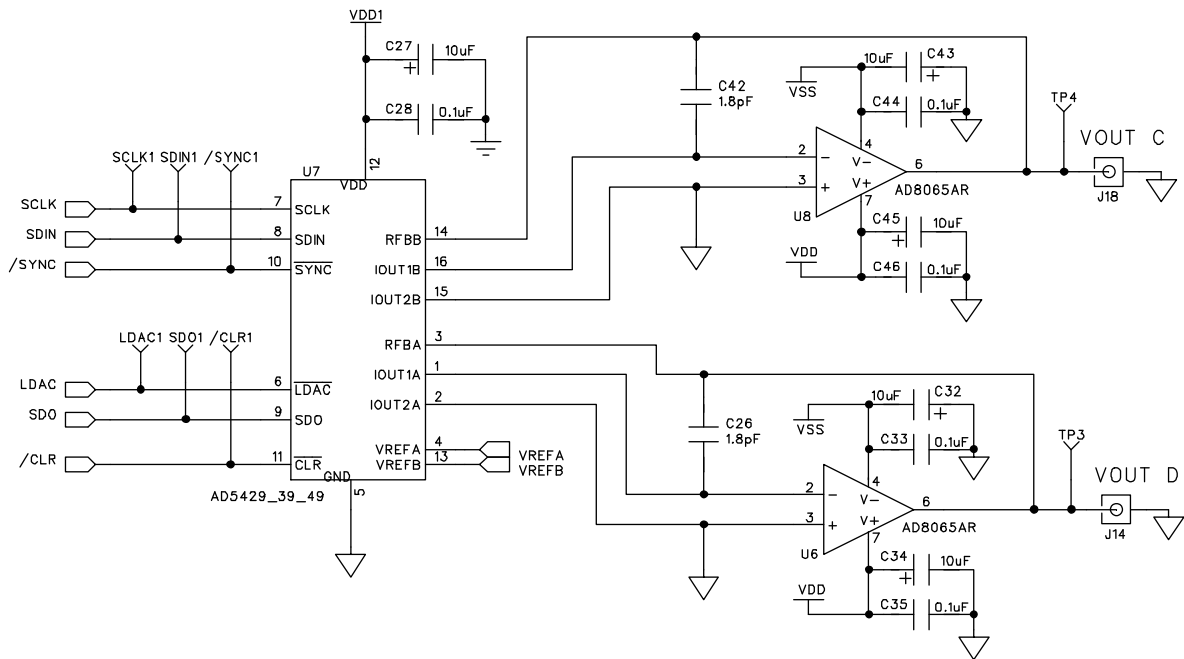 VDD1
C27
10uF
+
C28
0.1uF
SCLK1 SDIN1 /SYNC1
U7
12
VDD
SCLK
7
SCLK
SDIN
8
SDIN
/SYNC
10
SYNC
LDAC1 SDO1 /CLR1
LDAC
6
LDAC
SDO
9
SDO
/CLR
11
CLR
GND
5
AD5429_39_49
RFBB
14
IOUT1B
16
IOUT2B
15
RFBA
3
IOUT1A
1
IOUT2A
2
VREFA
4
VREFA
VREFB
13
VREFB
C42
1.8pF
VSS
10uF
C43
+
C44
0.1uF
4
V-
2
-
3
+
V+
7
6
U8
AD8065AR
C45
10uF
+
VDD
C46
0.1uF
TP4
VOUT C
J18
C26
1.8pF
VSS
10uF
C32
+
C33
0.1uF
4
V-
2
-
3
+
V+
7
6
U6
AD8065AR
C34
10uF
+
VDD
C35
0.1uF
TP3
VOUT D
J14